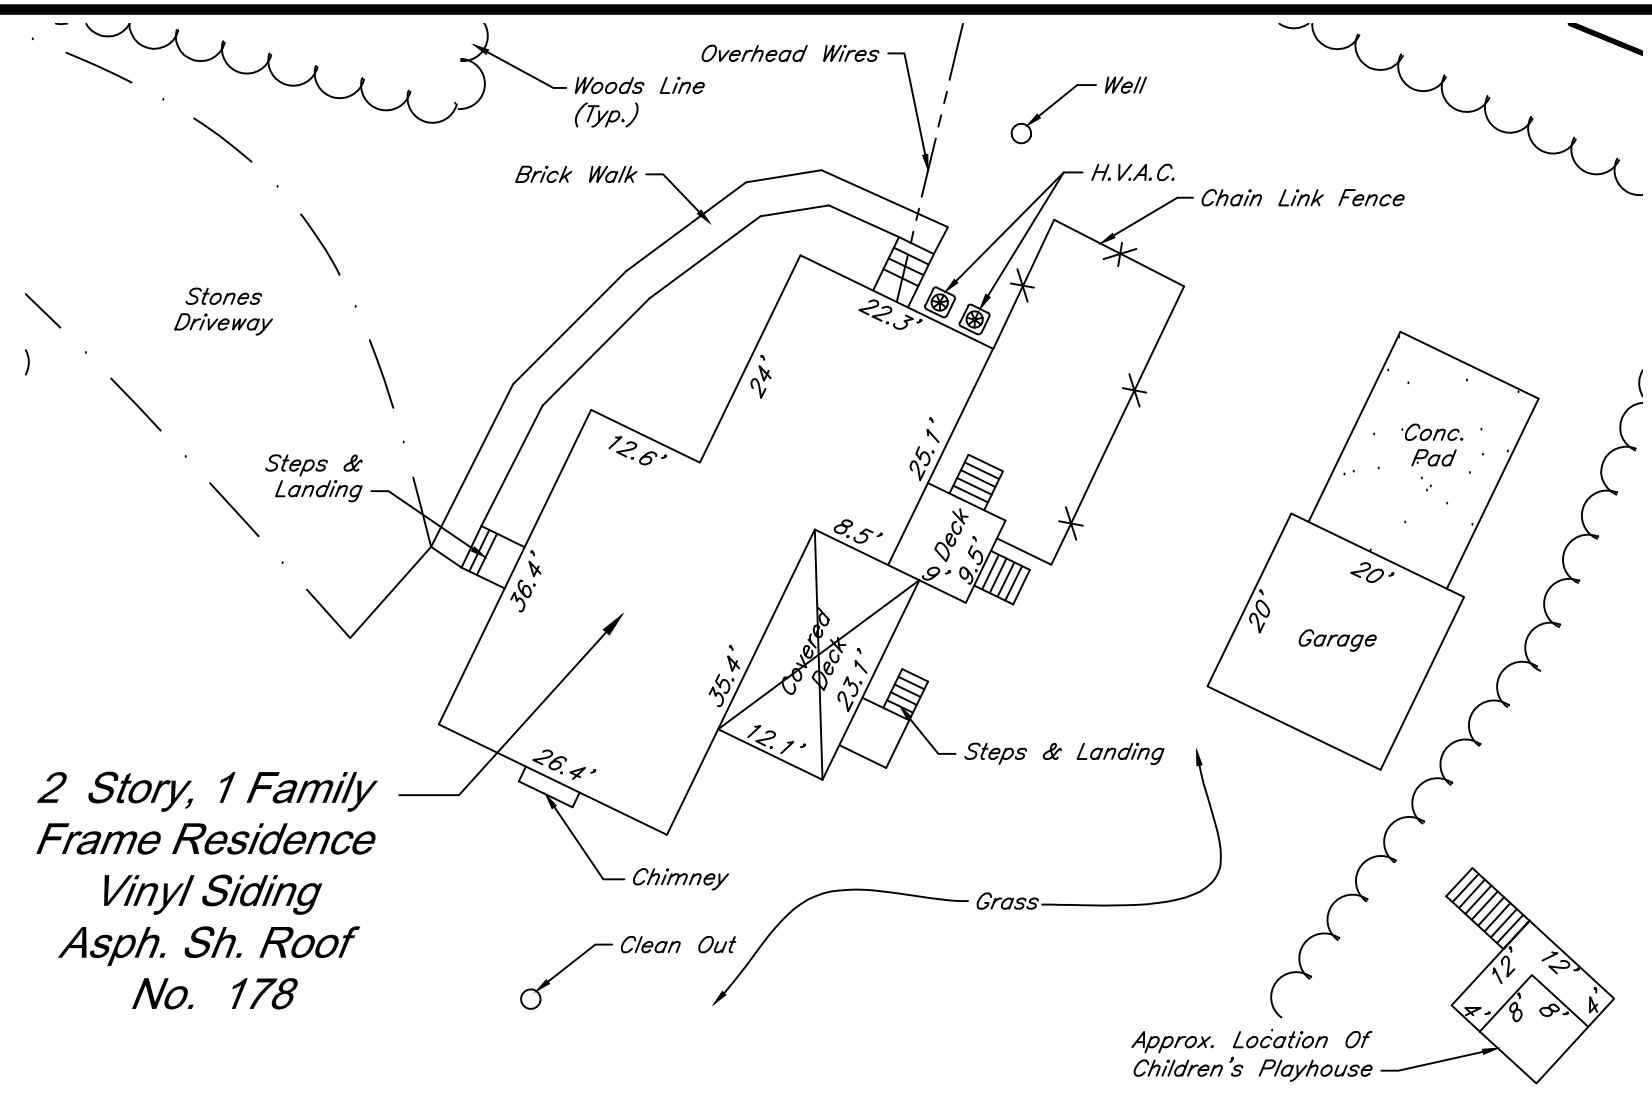 Overhead Wires
Well
Woods Line
(Typ.)
Brick Walk
H.V.A.C.
Chain Link Fence
Stones
Driveway
22.3'
24'
Conc.
Pad
Steps &
Landing
12.6'
25.1'
8.5'
Deck
9'
9.5'
36.4'
20'
20'
Garage
Covered
Deck
35.4'
23.1'
12.1'
Steps & Landing
26.4'
2 Story, 1 Family
Frame Residence
Vinyl Siding
Asph. Sh. Roof
No. 178
Chimney
Grass
Clean Out
12'
12'
4'
8'
8'
4'
Approx. Location Of
Children's Playhouse